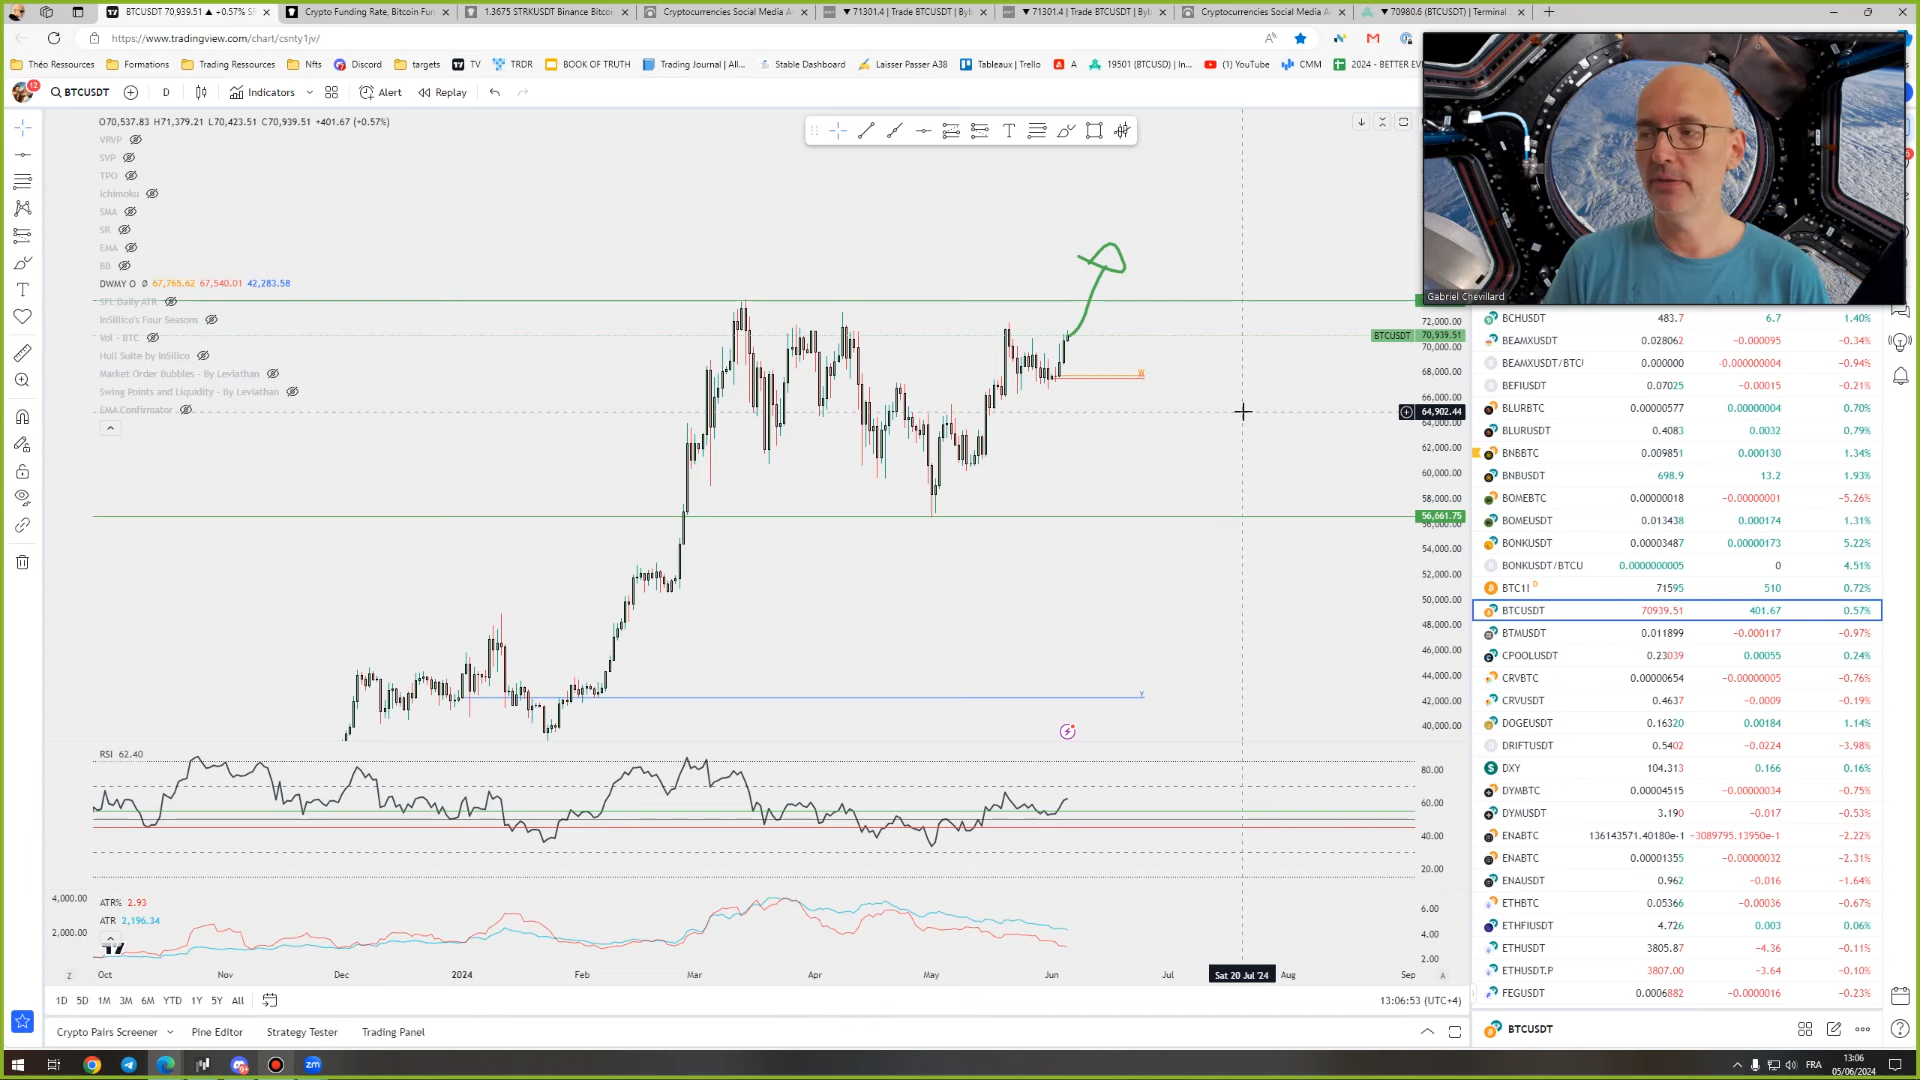 BTCUSDT 70,939.51 ▲ +0.57% SF
Crypto Funding Rate, Bitcoin Fun
1.3675 STRKUSDT Binance Bitcoi
Cryptocurrencies Social Media A
▼ 71301.4 | Trade BTCUSDT | Byb
▼ 71301.4 | Trade BTCUSDT | Byb
Cryptocurrencies Social Media A
▼ 70980.6 (BTCUSDT) | Terminal
https://www.tradingview.com/chart/csnty1jv/
Théo Ressources
Formations
Trading Ressources
Nfts
Discord
targets
TV
TRDR
BOOK OF TRUTH
Trading Journal | All...
Stable Dashboard
Laisser Passer A38
Tableaux | Trello
A
19501 (BTCUSD) | In...
(1) YouTube
CMM
2024 - BETTER EV
12
BTCUSDT
D
Indicators
Alert
Replay
O70,537.83 H71,379.21 L70,423.51 C70,939.51 +401.67 (+0.57%)
VRVP
SVP
TPO
Ichimoku
SMA
SR
EMA
BB
DWMY O Ø 67,765.62 67,540.01 42,283.58
SFL Daily ATR
InSillico's Four Seasons
Vol - BTC
Hull Suite by InSilico
Market Order Bubbles - By Leviathan
Swing Points and Liquidity - By Leviathan
EMA Confirmator
Gabriel Chevillard
72,000.00
BTCUSDT 70,939.51
70,000.00
68,000.00
66,000.00
64,902.44
64,000.00
62,000.00
60,000.00
58,000.00
56,661.75
56,000.00
54,000.00
52,000.00
50,000.00
48,000.00
46,000.00
44,000.00
42,000.00
40,000.00
Y
RSI 62.40
80.00
60.00
40.00
20.00
ATR% 2.93
ATR 2,196.34
4,000.00
2,000.00
6.00
4.00
2.00
Z
Oct
Nov
Dec
2024
Feb
Mar
Apr
May
Jun
Jul
Sat 20 Jul '24
Aug
Sep
A
1D 5D 1M 3M 6M YTD 1Y 5Y All
13:06:53 (UTC+4)
Crypto Pairs Screener
Pine Editor
Strategy Tester
Trading Panel
BCHUSDT 483.7 6.7 1.40%
BEAMXUSDT 0.028062 −0.000095 −0.34%
BEAMXUSDT/BTCI 0.000000 −0.000000004 −0.94%
BEFIUSDT 0.07025 −0.00015 −0.21%
BLURBTC 0.00000577 0.00000004 0.70%
BLURUSDT 0.4083 0.0032 0.79%
BNBBTC 0.009851 0.000130 1.34%
BNBUSDT 698.9 13.2 1.93%
BOMEBTC 0.00000018 −0.00000001 −5.26%
BOMEUSDT 0.013438 0.000174 1.31%
BONKUSDT 0.00003487 0.00000173 5.22%
BONKUSDT/BTCU 0.0000000005 0 4.51%
BTC1! D 71595 510 0.72%
BTCUSDT 70939.51 401.67 0.57%
BTMUSDT 0.011899 −0.000117 −0.97%
CPOOLUSDT 0.23039 0.00055 0.24%
CRVBTC 0.00000654 −0.00000005 −0.76%
CRVUSDT 0.4637 −0.0009 −0.19%
DOGEUSDT 0.16320 0.00184 1.14%
DRIFTUSDT 0.5402 −0.0224 −3.98%
DXY 104.313 0.166 0.16%
DYMBTC 0.00004515 −0.00000034 −0.75%
DYMUSDT 3.190 −0.017 −0.53%
ENABTC 136143571.40180e-1 −3089795.13950e-1 −2.22%
ENABTC 0.00001355 −0.00000032 −2.31%
ENAUSDT 0.962 −0.016 −1.64%
ETHBTC 0.05366 −0.00036 −0.67%
ETHFIUSDT 4.726 0.003 0.06%
ETHUSDT 3805.87 −4.36 −0.11%
ETHUSDT.P 3807.00 −3.64 −0.10%
FEGUSDT 0.0006882 −0.0000016 −0.23%
BTCUSDT
zm
FRA
13:06
05/06/2024